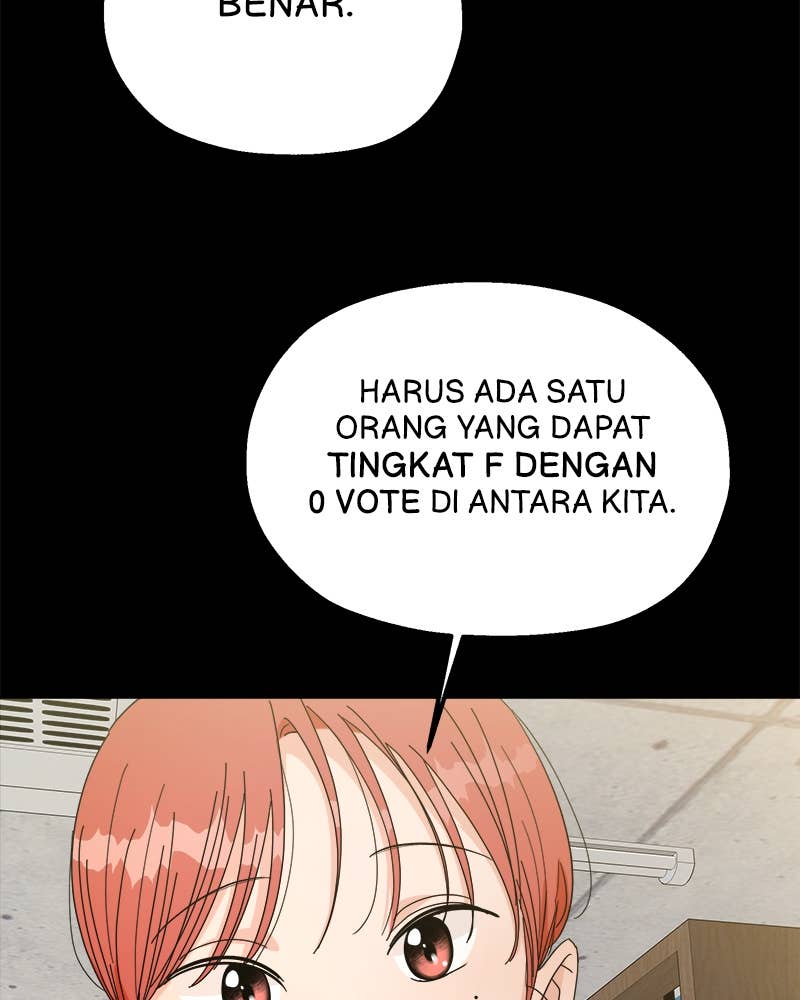 BENAR.
HARUS ADA SATU
ORANG YANG DAPAT
TINGKAT F DENGAN
0 VOTE DI ANTARA KITA.